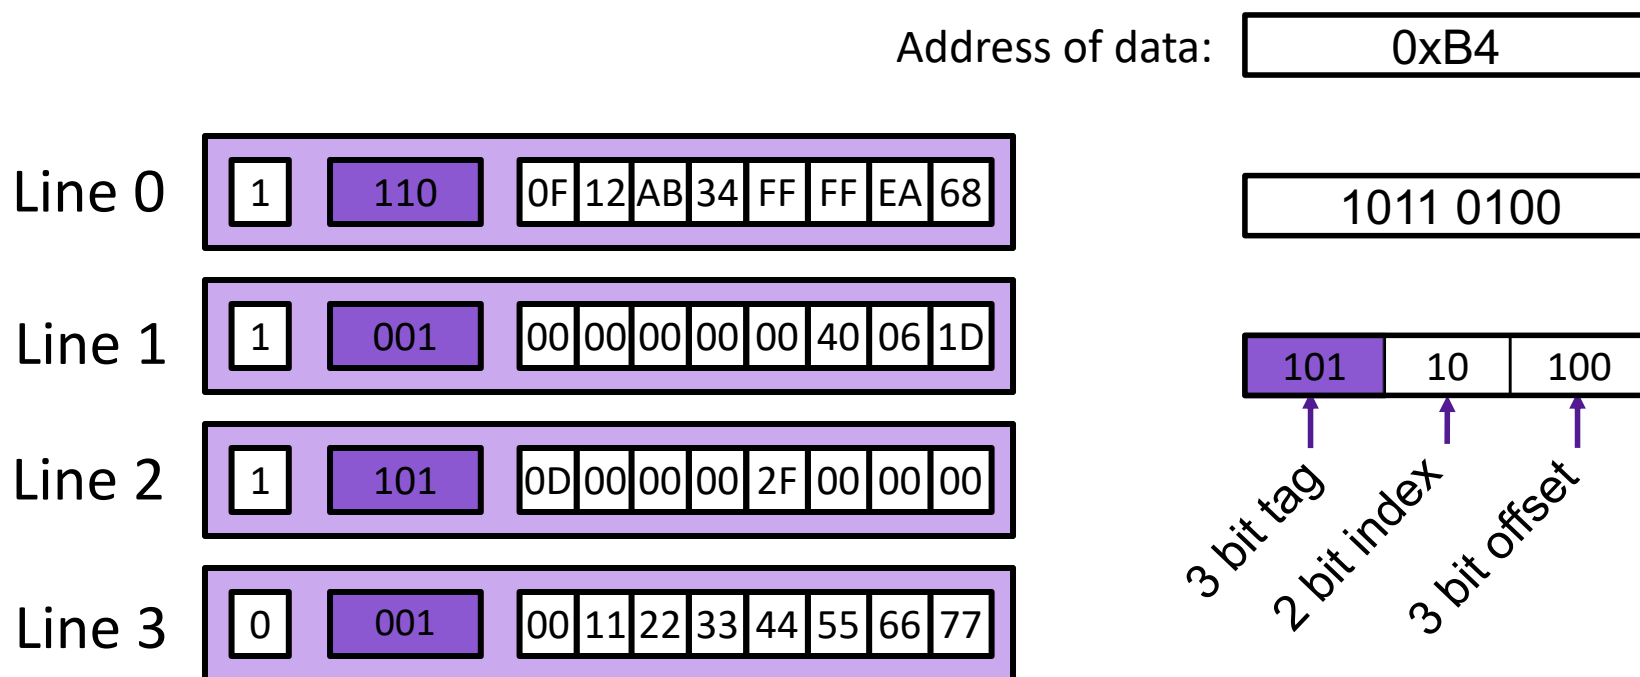 Address of data: 0xB4
Line 0 1 110 0F 12 AB 34 FF FF EA 68
1011 0100
Line 1 1 001 00 00 00 00 00 40 06 1D
101 10 100
Line 2 1 101 0D 00 00 00 2F 00 00 00
3 bit tag
2 bit index
3 bit offset
Line 3 0 001 00 11 22 33 44 55 66 77